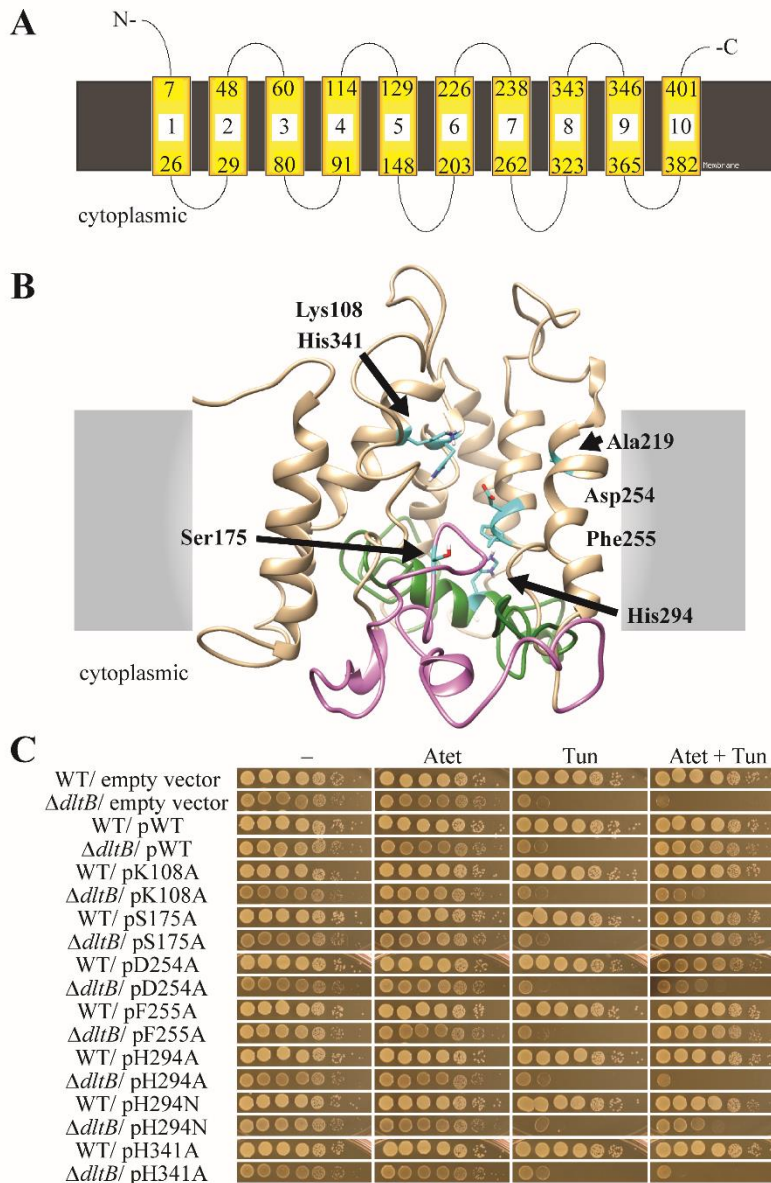 A
N-
-C
7 48 60 114 129 226 238 343 346 401
1 2 3 4 5 6 7 8 9 10
26 29 80 91 148 203 262 323 365 382
Membrane
cytoplasmic
B
Lys108
His341
Ala219
Asp254
Ser175
Phe255
His294
cytoplasmic
C
– Atet Tun Atet + Tun
WT/ empty vector
ΔdltB/ empty vector
WT/ pWT
ΔdltB/ pWT
WT/ pK108A
ΔdltB/ pK108A
WT/ pS175A
ΔdltB/ pS175A
WT/ pD254A
ΔdltB/ pD254A
WT/ pF255A
ΔdltB/ pF255A
WT/ pH294A
ΔdltB/ pH294A
WT/ pH294N
ΔdltB/ pH294N
WT/ pH341A
ΔdltB/ pH341A